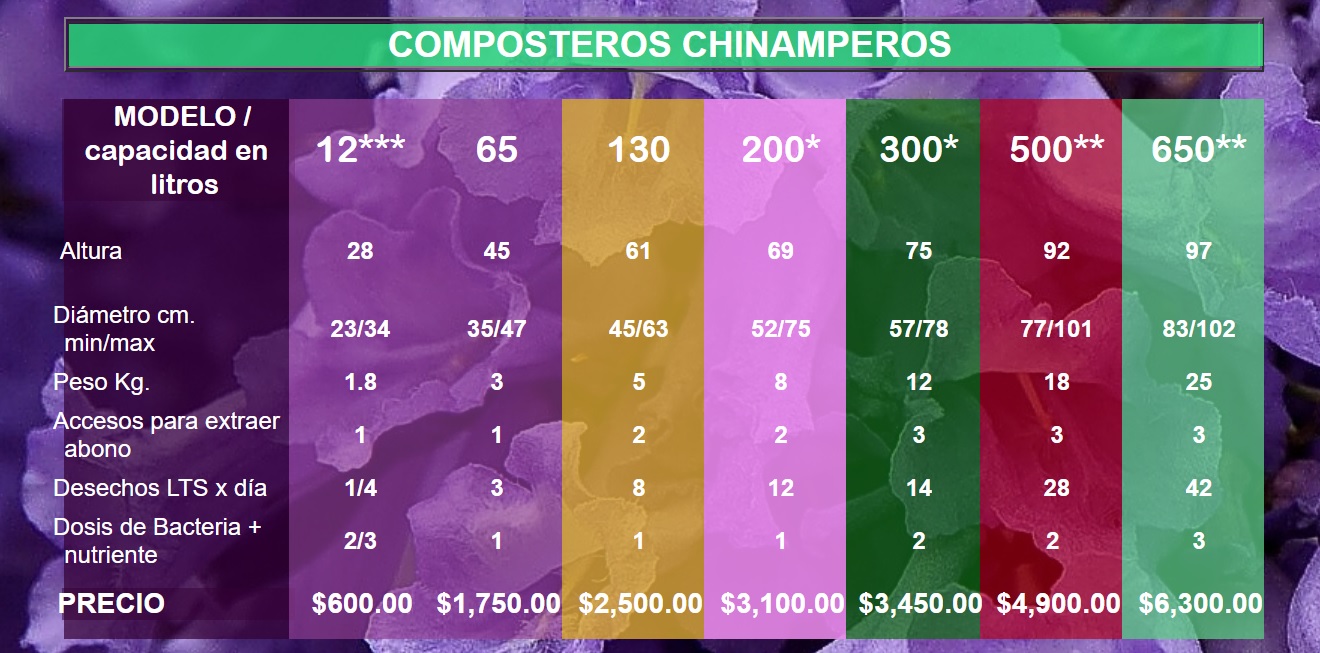 COMPOSTEROS CHINAMPEROS
MODELO / capacidad en litros 12*** 65 130 200* 300* 500** 650**
Altura 28 45 61 69 75 92 97
Diámetro cm. min/max 23/34 35/47 45/63 52/75 57/78 77/101 83/102
Peso Kg. 1.8 3 5 8 12 18 25
Accesos para extraer abono 1 1 2 2 3 3 3
Desechos LTS x día 1/4 3 8 12 14 28 42
Dosis de Bacteria + nutriente 2/3 1 1 1 2 2 3
PRECIO $600.00 $1,750.00 $2,500.00 $3,100.00 $3,450.00 $4,900.00 $6,300.00